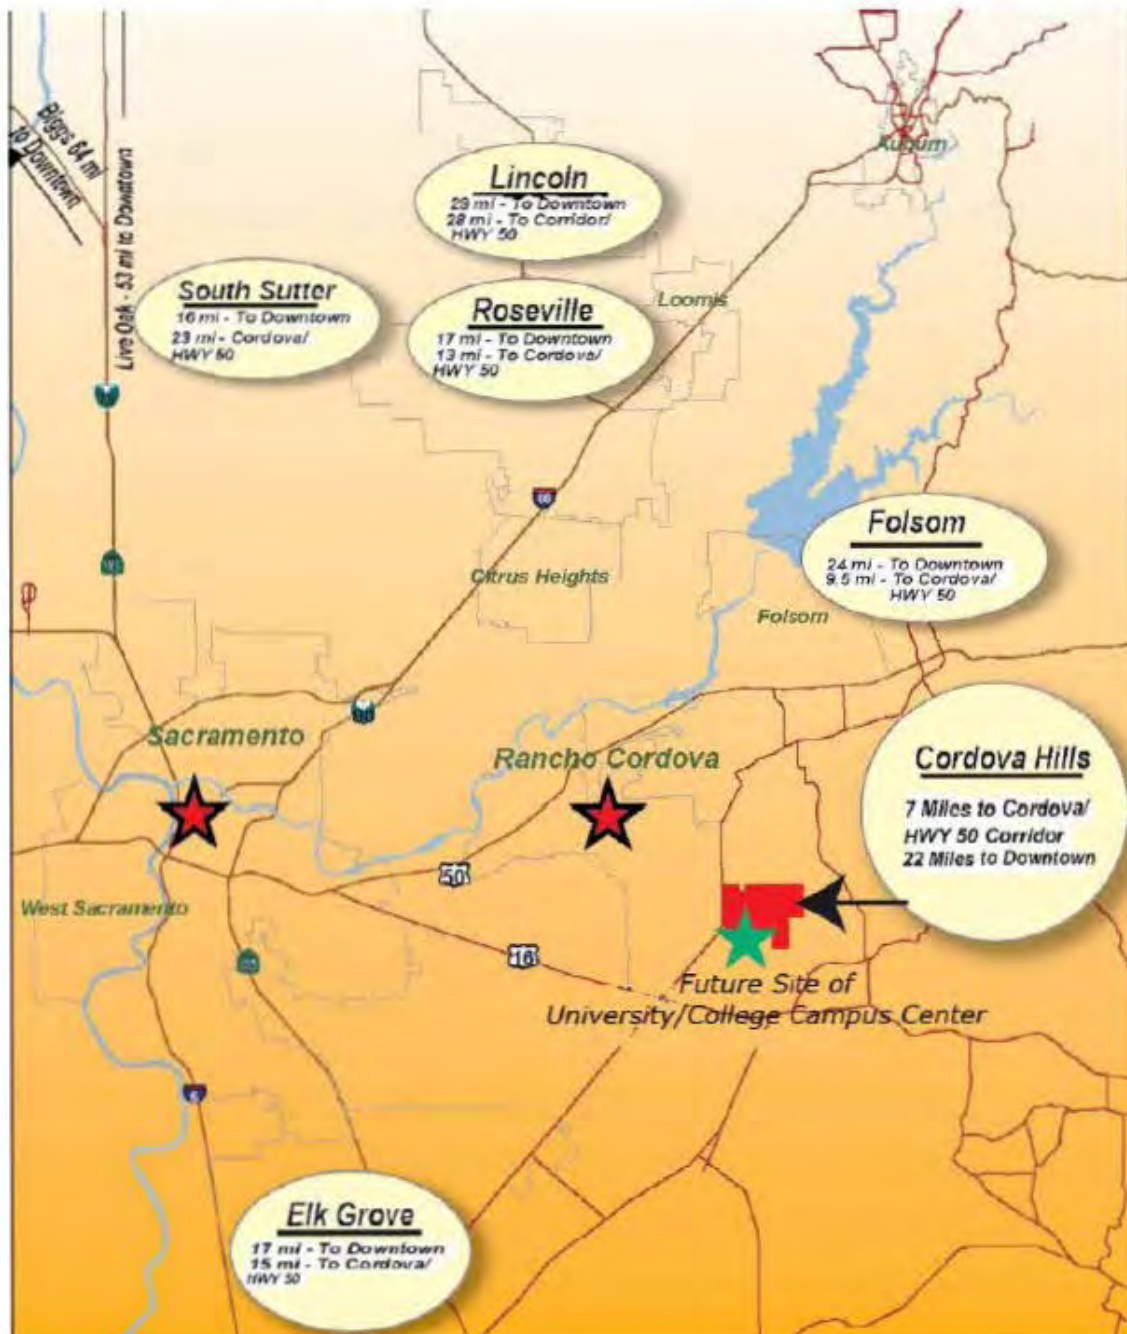 Biggs 64 mi
to Downtown
Live Oak - 53 mi to Downtown
Auburn
Lincoln
29 mi - To Downtown
28 mi - To Corridor/
HWY 50
South Sutter
16 mi - To Downtown
23 mi - Cordova/
HWY 50
Roseville
17 mi - To Downtown
13 mi - To Cordova/
HWY 50
Loomis
Folsom
24 mi - To Downtown
9.5 mi - To Cordova/
HWY 50
Citrus Heights
Folsom
Sacramento
Rancho Cordova
Cordova Hills
7 Miles to Cordova/
HWY 50 Corridor
22 Miles to Downtown
50
West Sacramento
16
Future Site of
University/College Campus Center
Elk Grove
17 mi - To Downtown
15 mi - To Cordova/
HWY 50